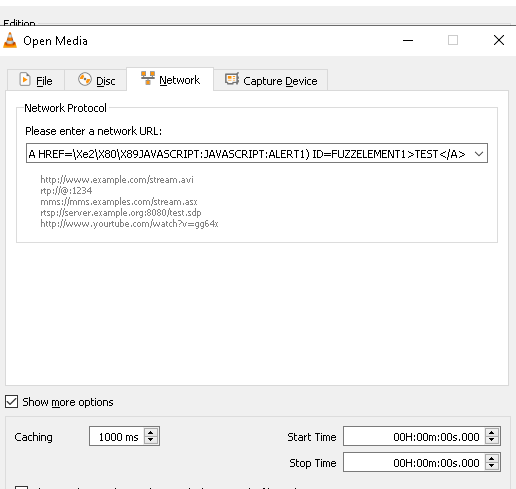 Edition
Open Media
File Disc Network Capture Device
Network Protocol
Please enter a network URL:
A HREF=\Xe2\X80\X89JAVASCRIPT:JAVASCRIPT:ALERT1) ID=FUZZELEMENT1>TEST</A>
http://www.example.com/stream.avi
rtp://@:1234
mms://mms.examples.com/stream.asx
rtsp://server.example.org:8080/test.sdp
http://www.yourtube.com/watch?v=gg64x
Show more options
Caching 1000 ms Start Time 00H:00m:00s.000
Stop Time 00H:00m:00s.000